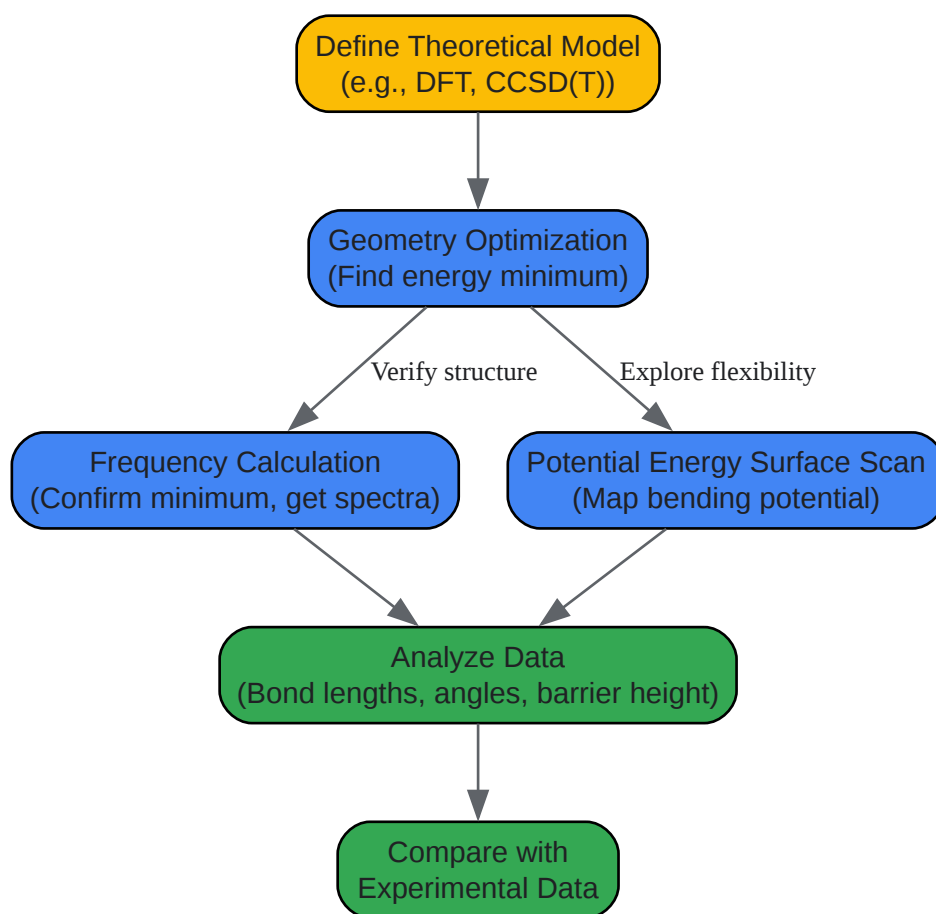 Define Theoretical Model
(e.g., DFT, CCSD(T))
Geometry Optimization
(Find energy minimum)
Verify structure
Explore flexibility
Frequency Calculation
(Confirm minimum, get spectra)
Potential Energy Surface Scan
(Map bending potential)
Analyze Data
(Bond lengths, angles, barrier height)
Compare with
Experimental Data